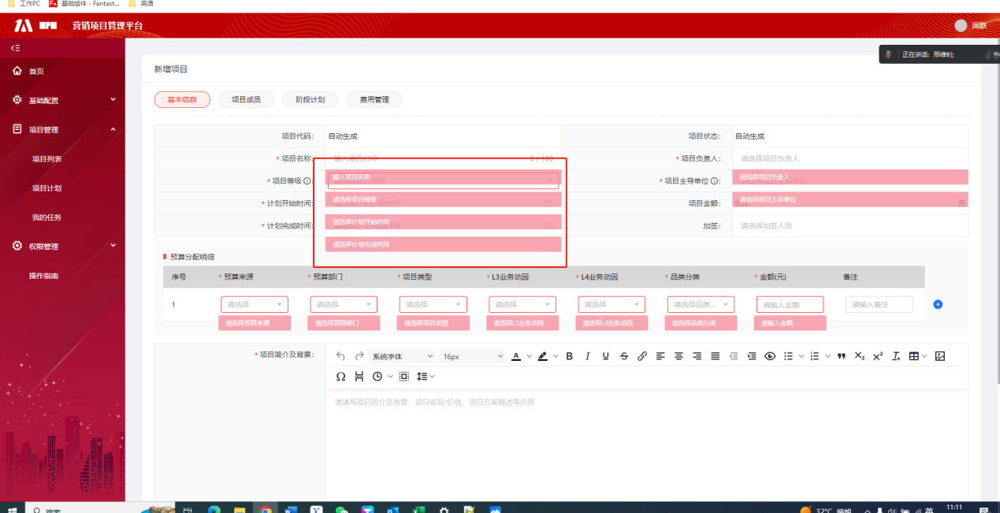 工作PC 基础组件 - Fantast... 英语
MPM 营销项目管理平台 周朕
正在讲话: 邢维钊;
首页
基础配置
项目管理
项目列表
项目计划
我的任务
权限管理
操作指南
新增项目
基本信息 项目成员 阶段计划 费用管理
项目代码: 自动生成 项目状态: 自动生成
* 项目名称: 输入项目名称 0 / 100 * 项目负责人: 请选择项目负责人
输入项目名称 请选择项目负责人
* 项目等级 : * 项目主导单位 :
请选择项目等级 请选择项目主导单位
* 计划开始时间: 项目金额: 0.00 元
请选择计划开始时间
* 计划完成时间: 加签: 请选择加签人员
请选择计划完成时间
预算分配明细
序号 * 预算来源 * 预算部门 * 项目类型 * L3业务动因 * L4业务动因 * 品类分类 * 金额(元) 备注
1 请选择 请选择 请选择 请选择 请选择 请选择品类... 请输入金额 请输入备注
请选择预算来源 请选择预算部门 请选择项目类型 请选择L3业务动因 请选择L4业务动因 请选择品类分类 请输入金额
* 项目简介及背景: 系统字体 16px
请填写项目简介及背景、项目收益/价值、项目方案概述等内容
搜索 32°C 晴朗 英 11:11